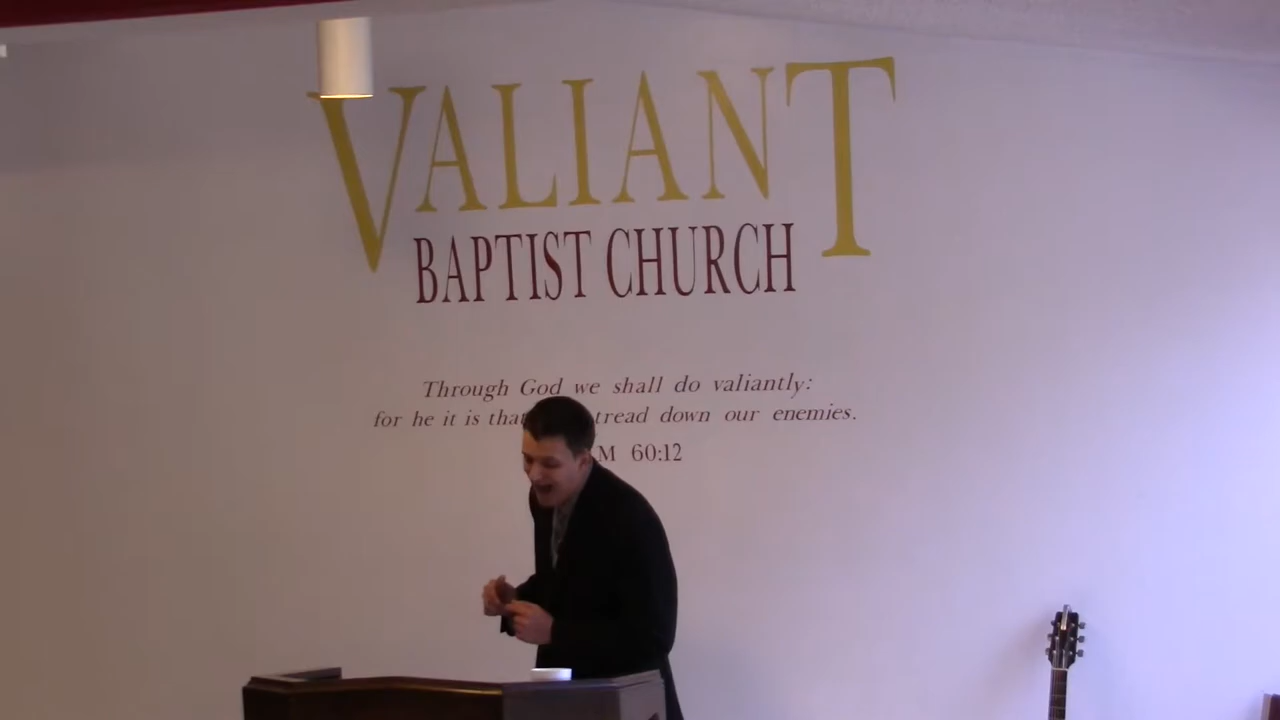 VALIANT
BAPTIST CHURCH
Through God we shall do valiantly:
for he it is tread down our enemies.
60:12